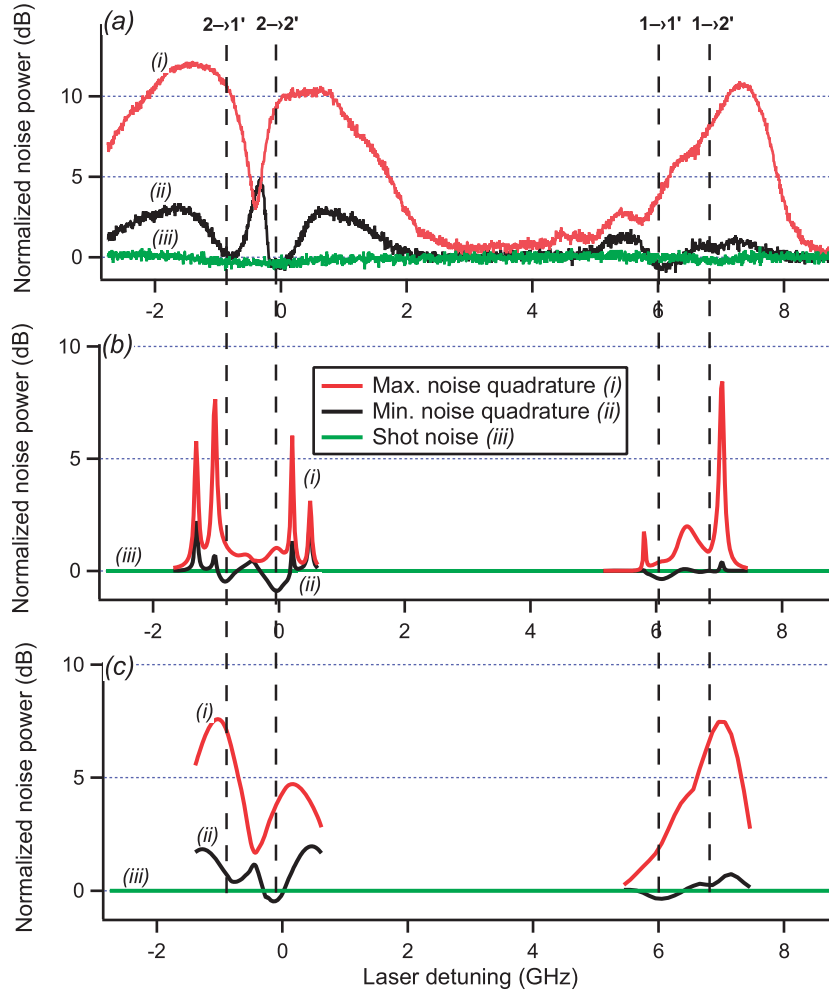 2–›1' 2–›2' 1–›1' 1–›2'
(a)
Normalized noise power (dB)
10
5
0
(i)
(ii)
(iii)
-2 0 2 4 6 8
(b)
Normalized noise power (dB)
10
5
0
Max. noise quadrature (i)
Min. noise quadrature (ii)
Shot noise (iii)
(i)
(iii)
(ii)
-2 0 2 4 6 8
(c)
Normalized noise power (dB)
10
5
0
(i)
(ii)
(iii)
-2 0 2 4 6 8
Laser detuning (GHz)